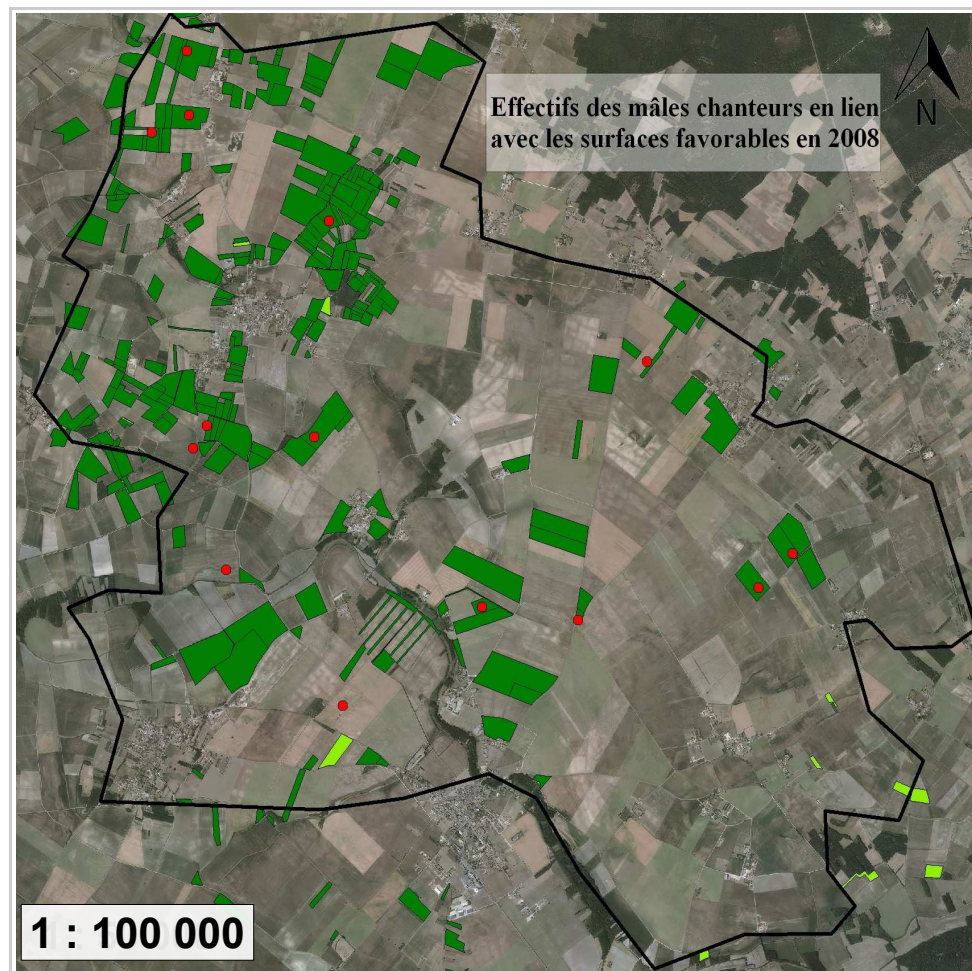 Effectifs des mâles chanteurs en lien
avec les surfaces favorables en 2008
N
1 : 100 000